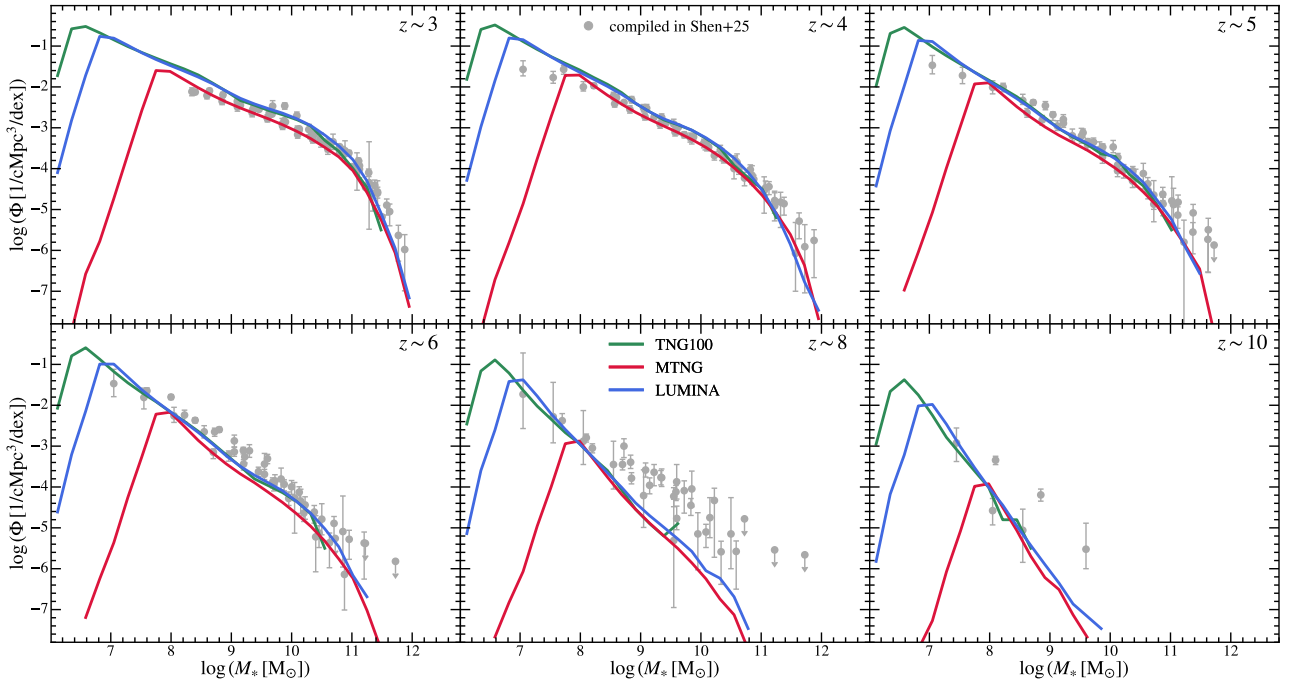 z~3
compiled in Shen+25
z~4
z~5
log(Φ [1/cMpc³/dex])
−1
−2
−3
−4
−5
−6
−7
z~6
TNG100
MTNG
LUMINA
z~8
z~10
log(Φ [1/cMpc³/dex])
−1
−2
−3
−4
−5
−6
−7
7 8 9 10 11 12
7 8 9 10 11 12
7 8 9 10 11 12
log(M* [M⊙])
log(M* [M⊙])
log(M* [M⊙])